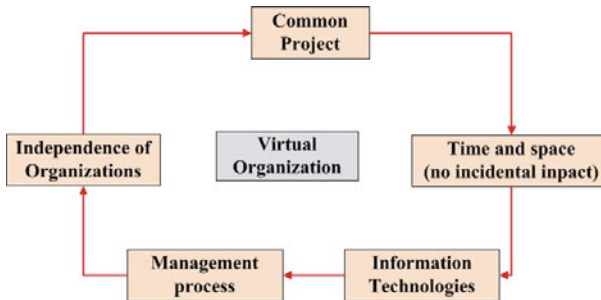 Common
Project
Independence of
Organizations
Virtual
Organization
Time and space
(no incidental inpact)
Management
process
Information
Technologies